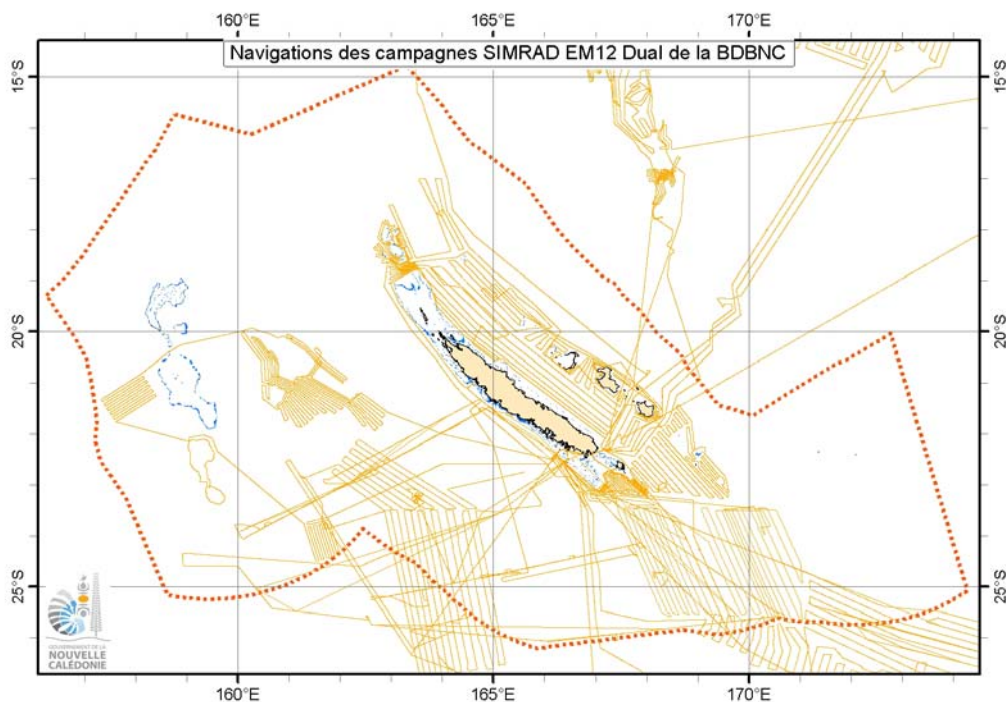 160°E 165°E 170°E
Navigations des campagnes SIMRAD EM12 Dual de la BDBNC
15°S 15°S
20°S 20°S
25°S 25°S
GOUVERNEMENT DE LA
NOUVELLE
CALÉDONIE
160°E 165°E 170°E